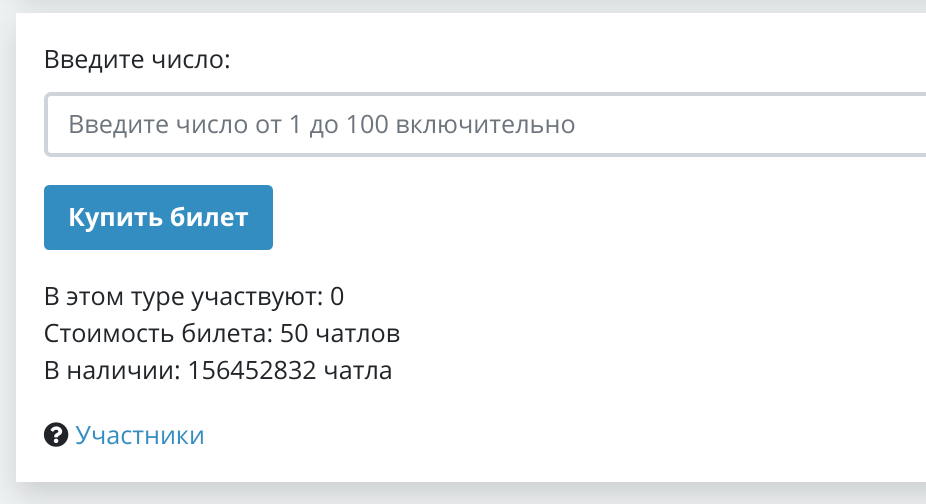 Введите число:
Введите число от 1 до 100 включительно
Купить билет
В этом туре участвуют: 0
Стоимость билета: 50 чатлов
В наличии: 156452832 чатла
Участники